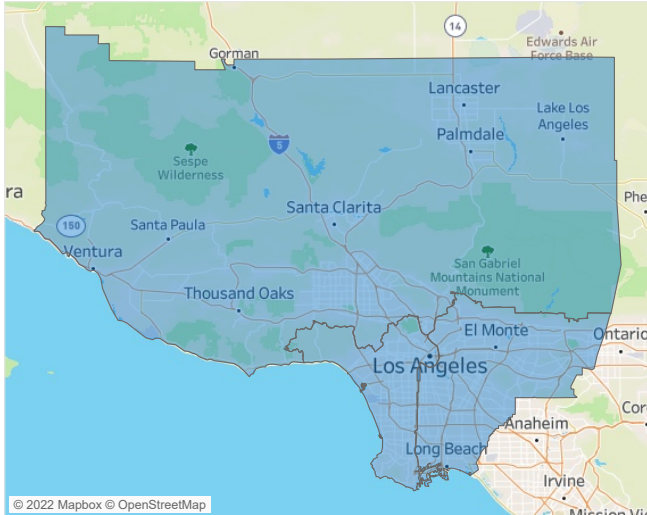 14
Edwards Air
Force Base
Gorman
Lancaster
Lake Los
Angeles
Palmdale
5
Sespe
Wilderness
ra
Phe
Santa Clarita
150
Santa Paula
Ventura
San Gabriel
Mountains National
Monument
Thousand Oaks
El Monte
Ontario
Los Angeles
Cor
Anaheim
Long Beach
Irvine
Mission Vi
© 2022 Mapbox © OpenStreetMap